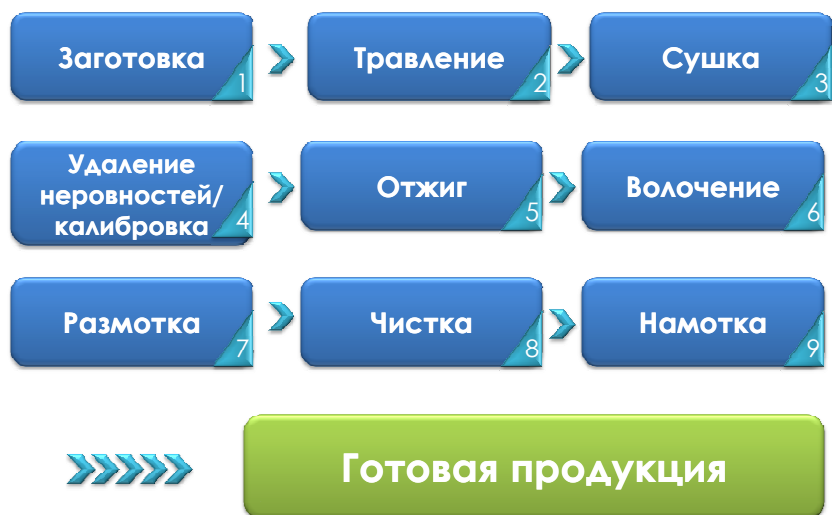 Заготовка
1
Травление
2
Сушка
3
Удаление
неровностей/
калибровка
4
Отжиг
5
Волочение
6
Размотка
7
Чистка
8
Намотка
9
Готовая продукция